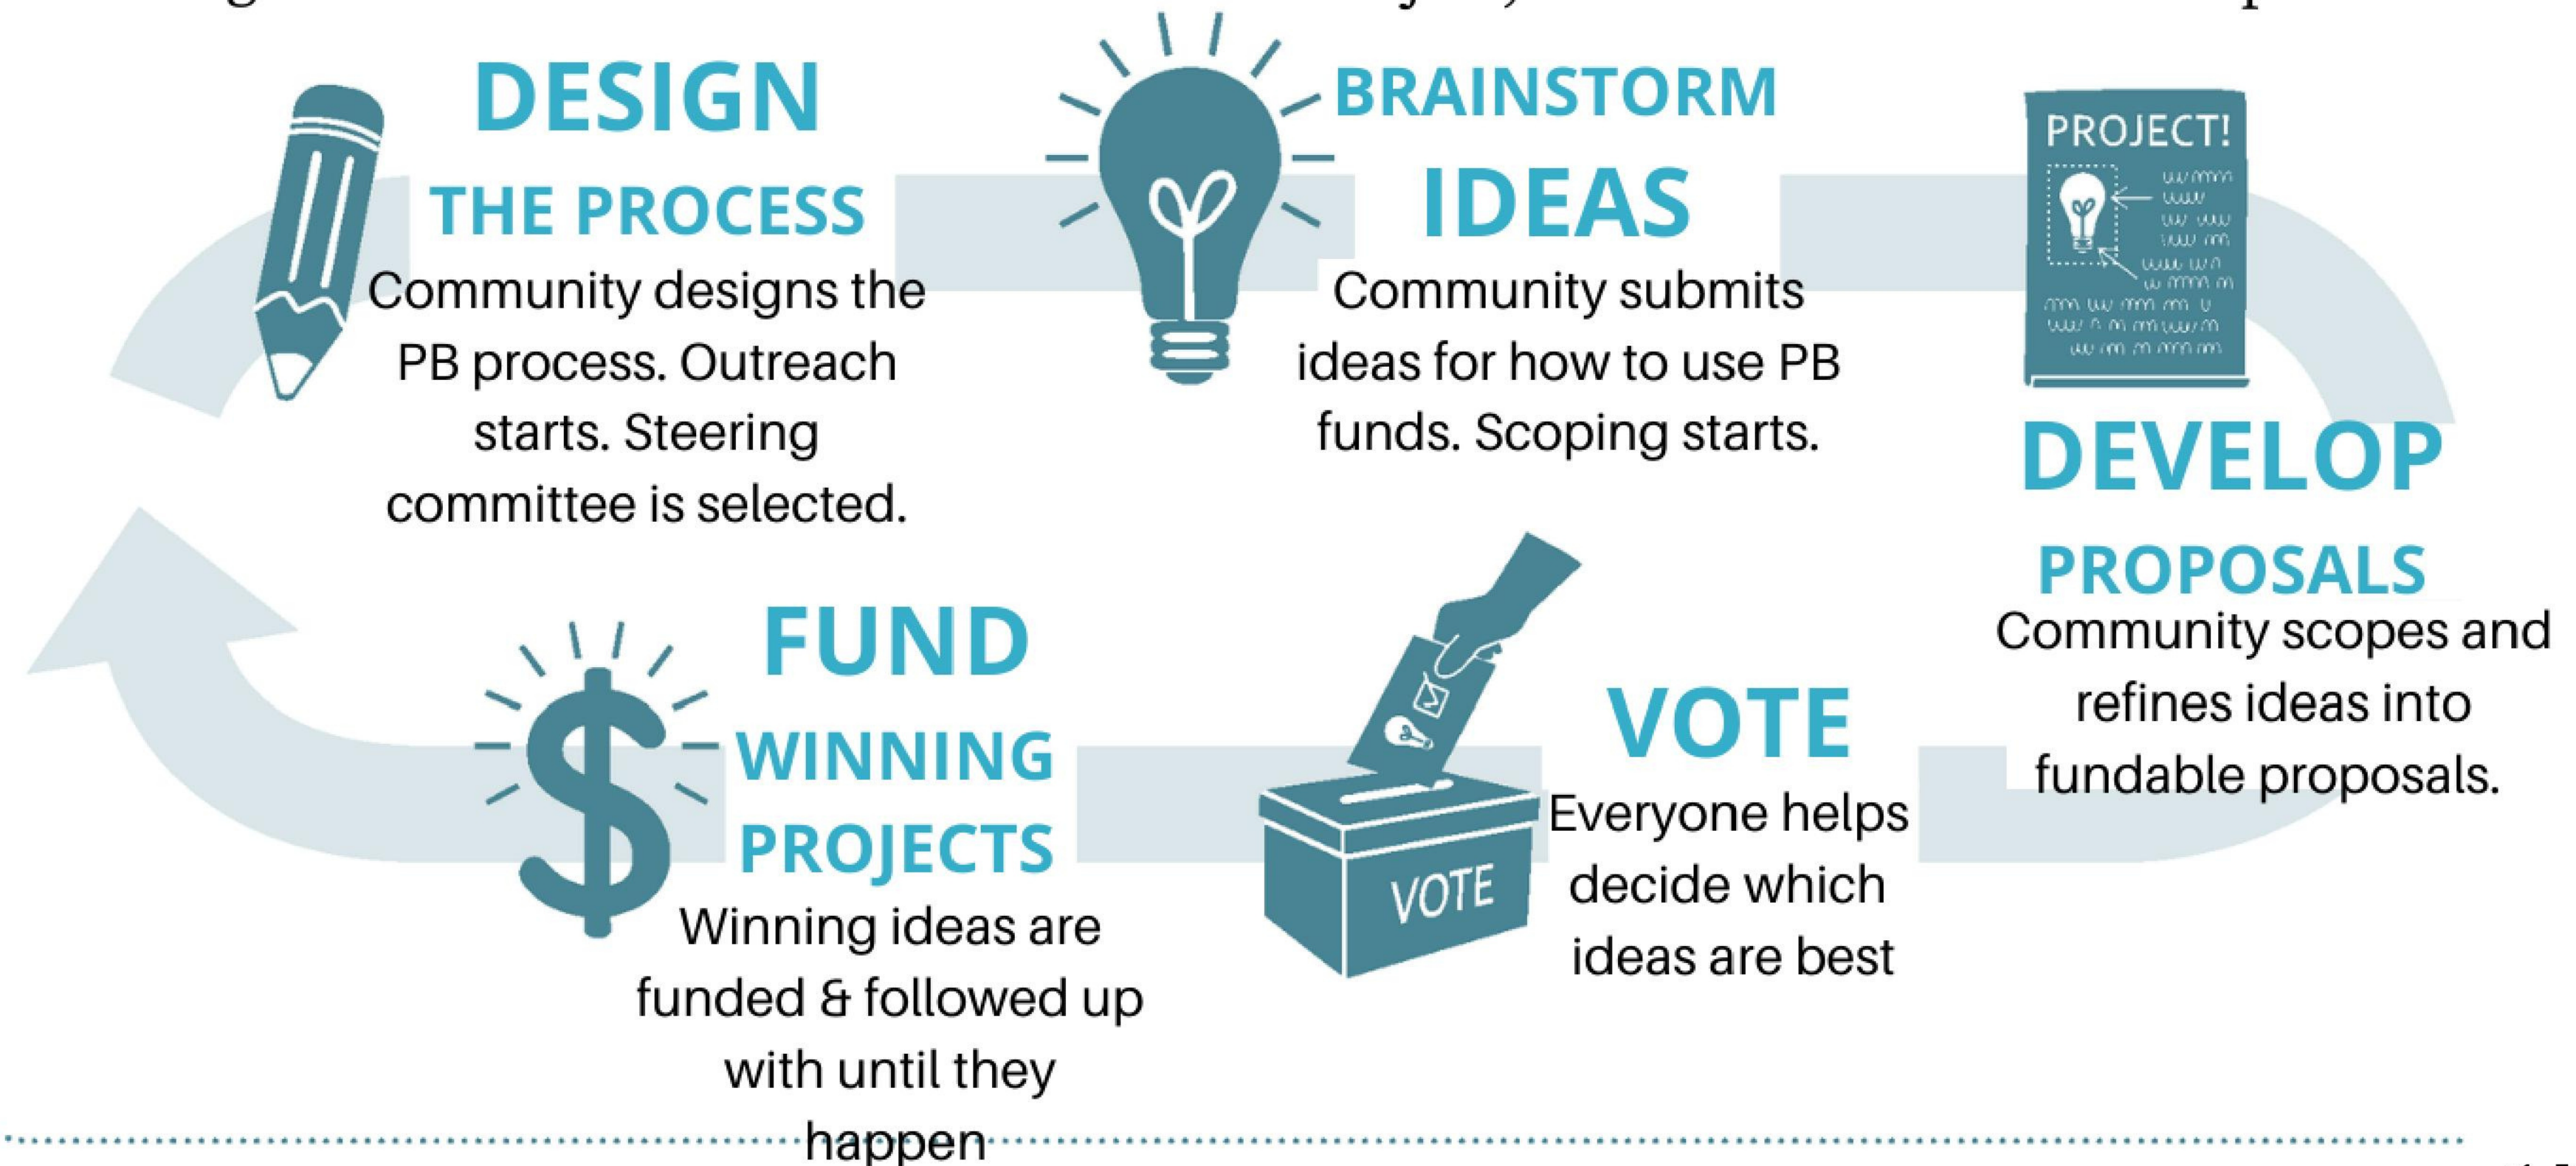 DESIGN
THE PROCESS
Community designs the
PB process. Outreach
starts. Steering
committee is selected.
BRAINSTORM
IDEAS
Community submits
ideas for how to use PB
funds. Scoping starts.
PROJECT!
DEVELOP
PROPOSALS
Community scopes and
refines ideas into
fundable proposals.
VOTE
Everyone helps
decide which
ideas are best
VOTE
FUND
WINNING
PROJECTS
Winning ideas are
funded & followed up
with until they
happen